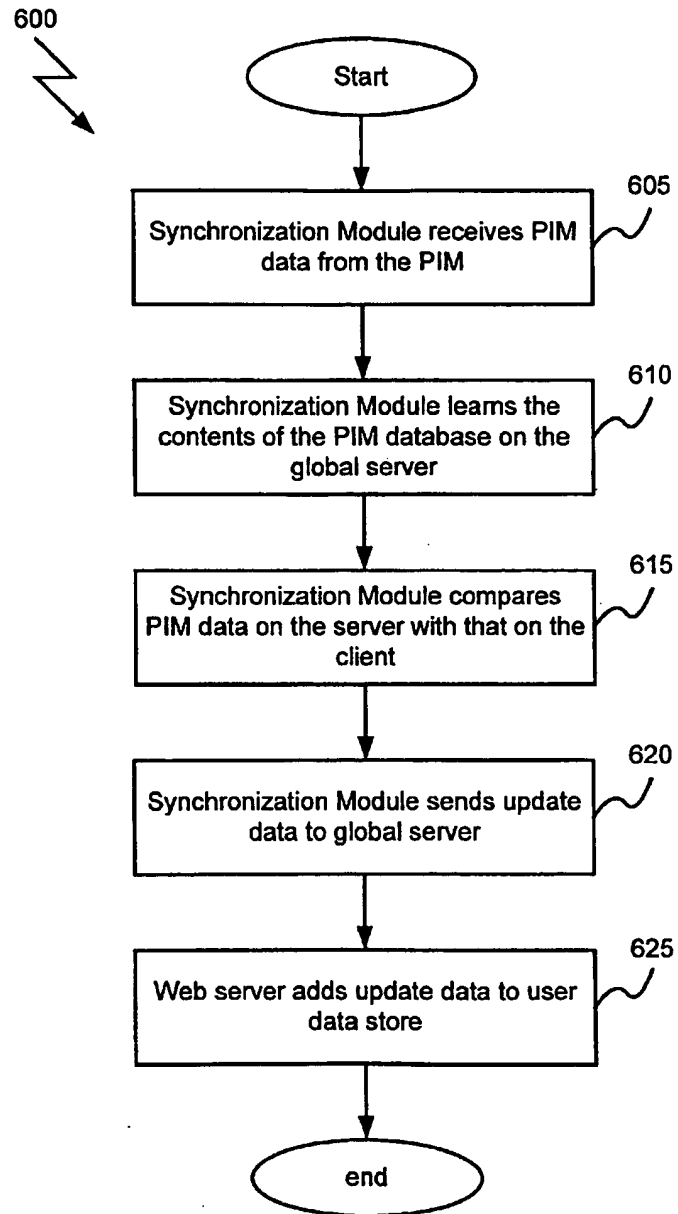 600
Start
605
Synchronization Module receives PIM
data from the PIM
610
Synchronization Module learns the
contents of the PIM database on the
global server
615
Synchronization Module compares
PIM data on the server with that on the
client
620
Synchronization Module sends update
data to global server
625
Web server adds update data to user
data store
end